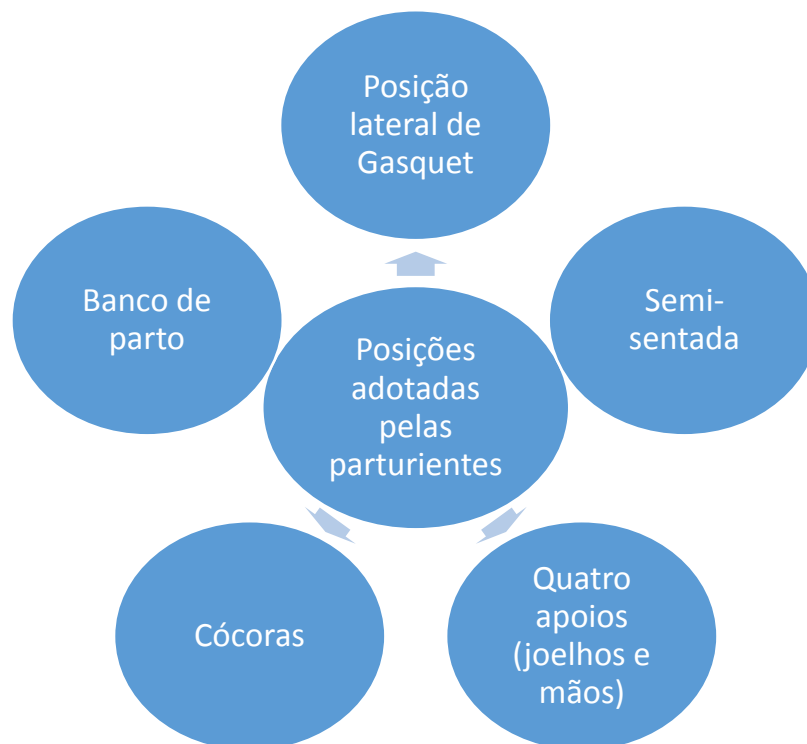 Posição
lateral de
Gasquet
Banco de
parto
Semi-
sentada
Posições
adotadas
pelas
parturientes
Cócoras
Quatro
apoios
(joelhos e
mãos)